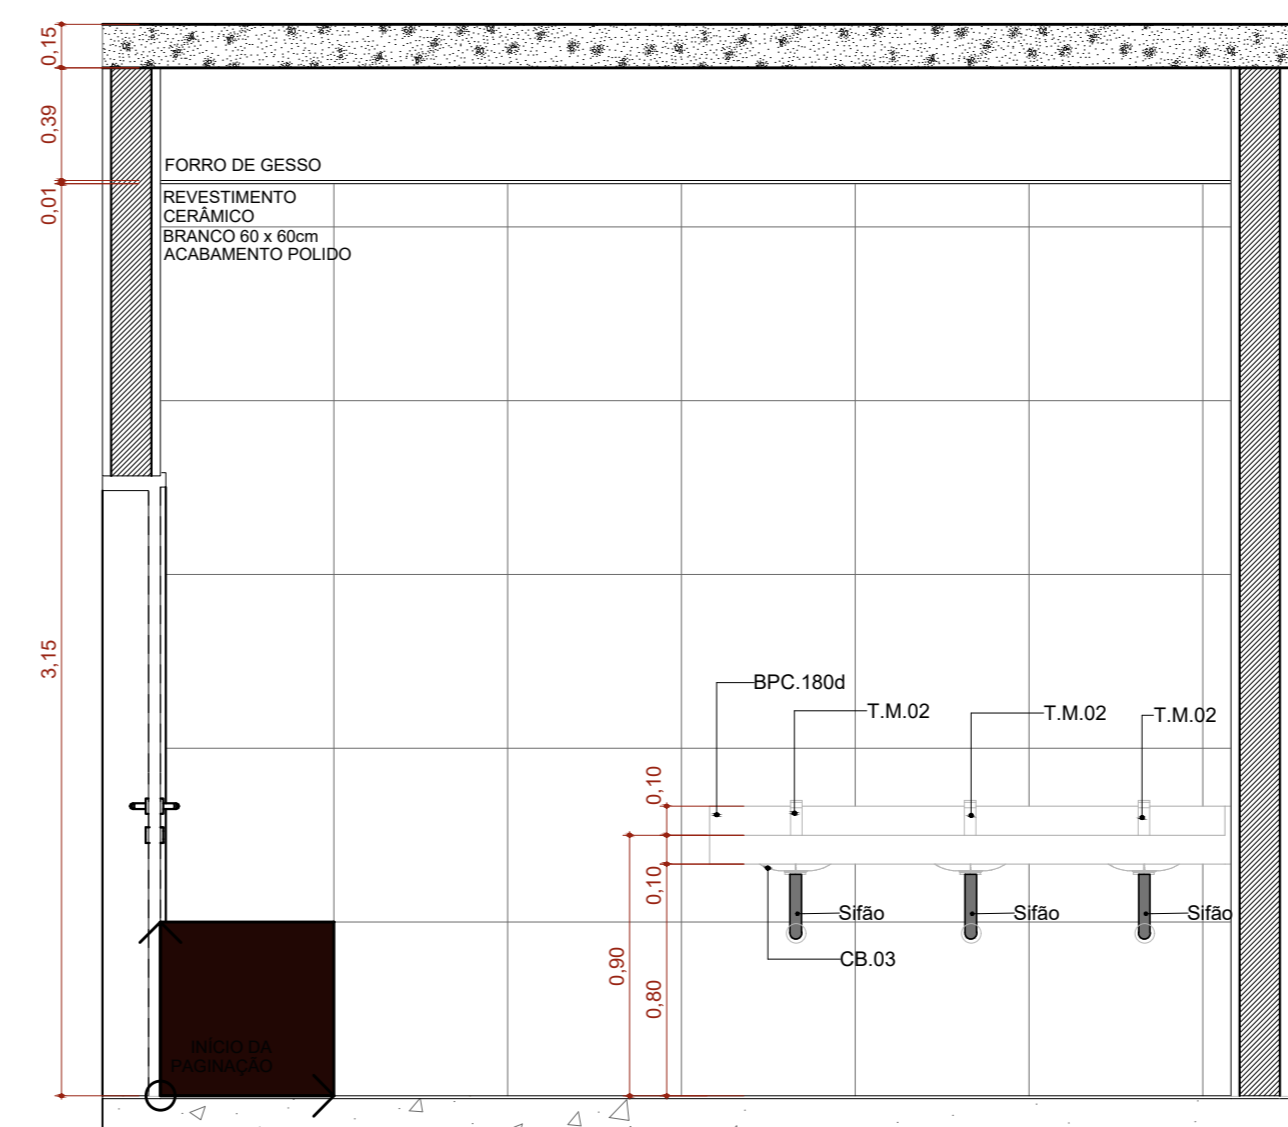 0,15
0,39
FORRO DE GESSO
0,01
REVESTIMENTO
CERÂMICO
BRANCO 60 x 60cm
ACABAMENTO POLIDO
3,15
BPC.180d
T.M.02
T.M.02
T.M.02
0,10
0,10
Sifão
Sifão
Sifão
CB.03
0,90
0,80
INÍCIO DA
PAGINAÇÃO